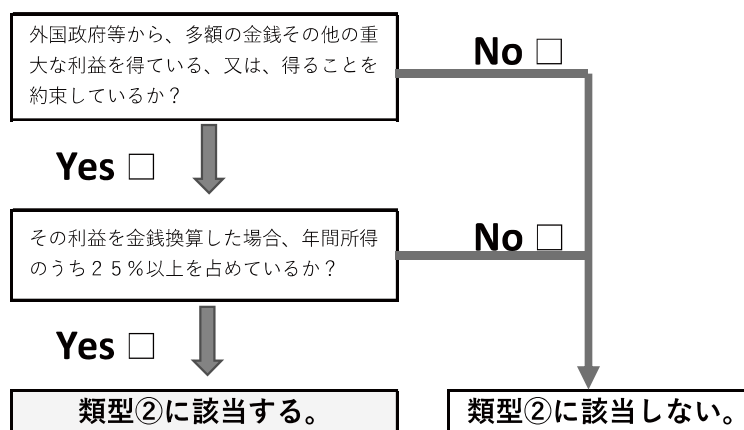 外国政府等から、多額の金銭その他の重
大な利益を得ている、又は、得ることを
約束しているか？
No □
Yes □
その利益を金銭換算した場合、年間所得
のうち２５％以上を占めているか？
No □
Yes □
類型②に該当する。
類型②に該当しない。